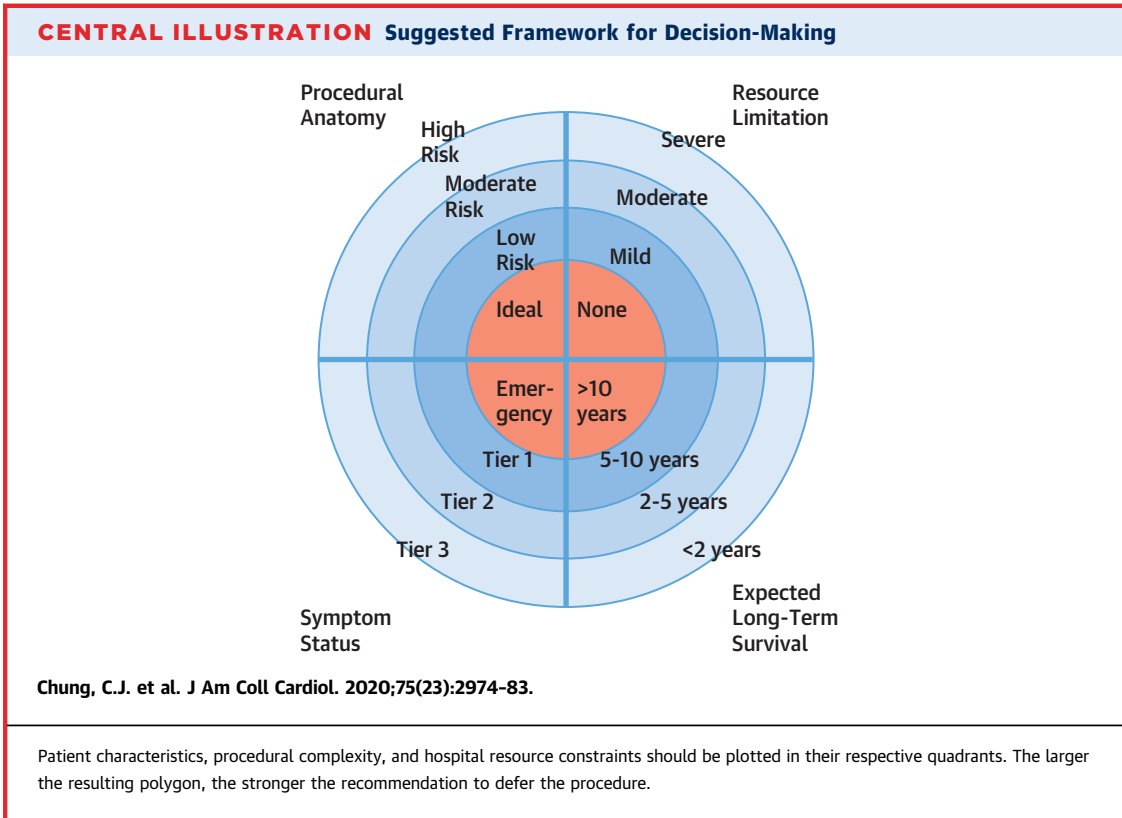 CENTRAL ILLUSTRATION Suggested Framework for Decision-Making
Procedural
Anatomy
Resource
Limitation
High
Risk
Severe
Moderate
Risk
Moderate
Low
Risk
Mild
Ideal
None
Emer-
gency
>10
years
Tier 1
5-10 years
Tier 2
2-5 years
Tier 3
<2 years
Symptom
Status
Expected
Long-Term
Survival
Chung, C.J. et al. J Am Coll Cardiol. 2020;75(23):2974–83.
Patient characteristics, procedural complexity, and hospital resource constraints should be plotted in their respective quadrants. The larger
the resulting polygon, the stronger the recommendation to defer the procedure.